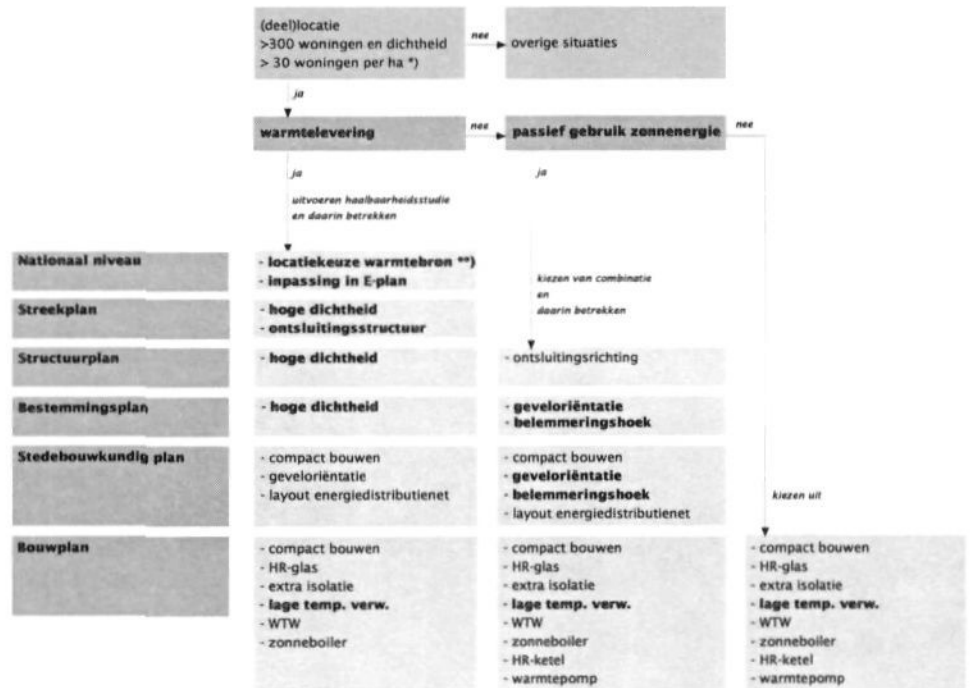 (deel)locatie
>300 woningen en dichtheid
> 30 woningen per ha *)
nee
overige situaties
ja
warmtelevering
nee
passief gebruik zonnenergie
nee
ja
uitvoeren haalbaarheidsstudie
en daarin betrekken
ja
kiezen van combinatie
en
daarin betrekken
kiezen uit
Nationaal niveau
- locatiekeuze warmtebron **)
- inpassing in E-plan
Streekplan
- hoge dichtheid
- ontsluitingsstructuur
Structuurplan
- hoge dichtheid
- ontsluitingsrichting
Bestemmingsplan
- hoge dichtheid
- geveloriëntatie
- belemmeringshoek
Stedebouwkundig plan
- compact bouwen
- geveloriëntatie
- layout energiedistributienet
- compact bouwen
- geveloriëntatie
- belemmeringshoek
- layout energiedistributienet
Bouwplan
- compact bouwen
- HR-glas
- extra isolatie
- lage temp. verw.
- WTW
- zonneboiler
- compact bouwen
- HR-glas
- extra isolatie
- lage temp. verw.
- WTW
- zonneboiler
- HR-ketel
- warmtepomp
- compact bouwen
- HR-glas
- extra isolatie
- lage temp. verw.
- WTW
- zonneboiler
- HR-ketel
- warmtepomp